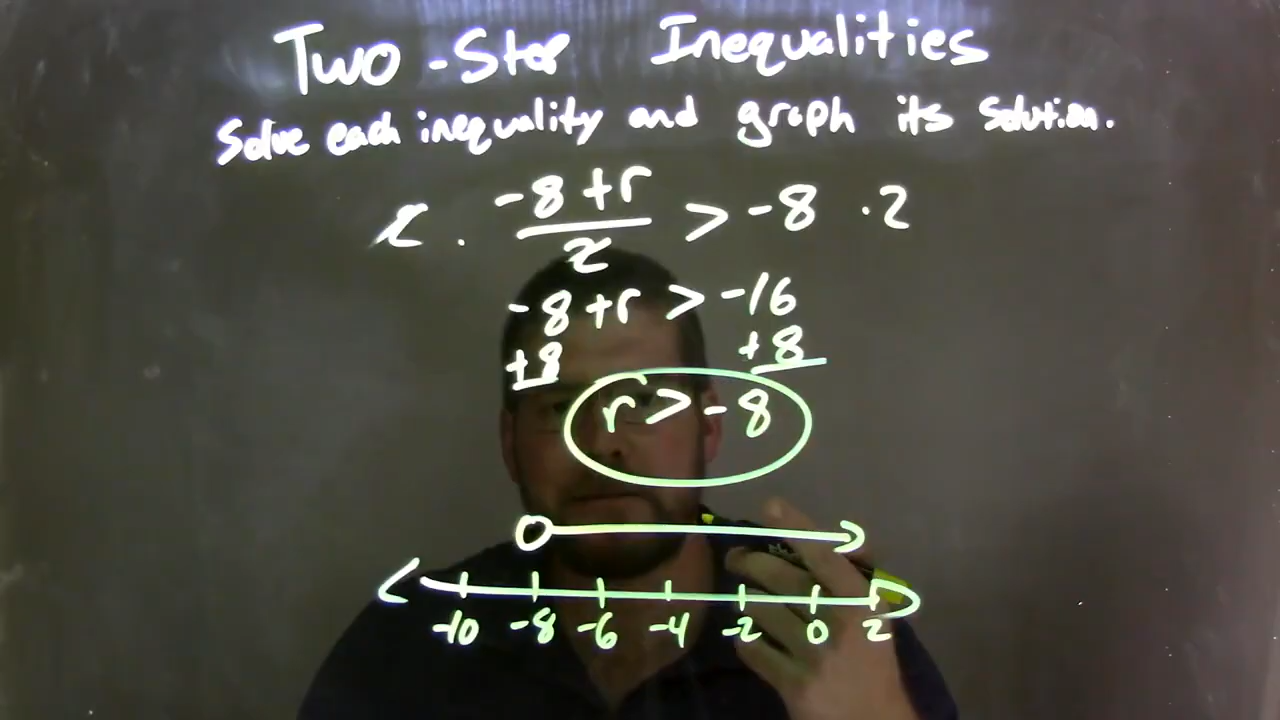 Two-Step Inequalities
Solve each inequality and graph its solution.
2 · (-8+r)/2 > -8 · 2
-8+r > -16
+8 +8
r > -8
-10 -8 -6 -4 -2 0 2